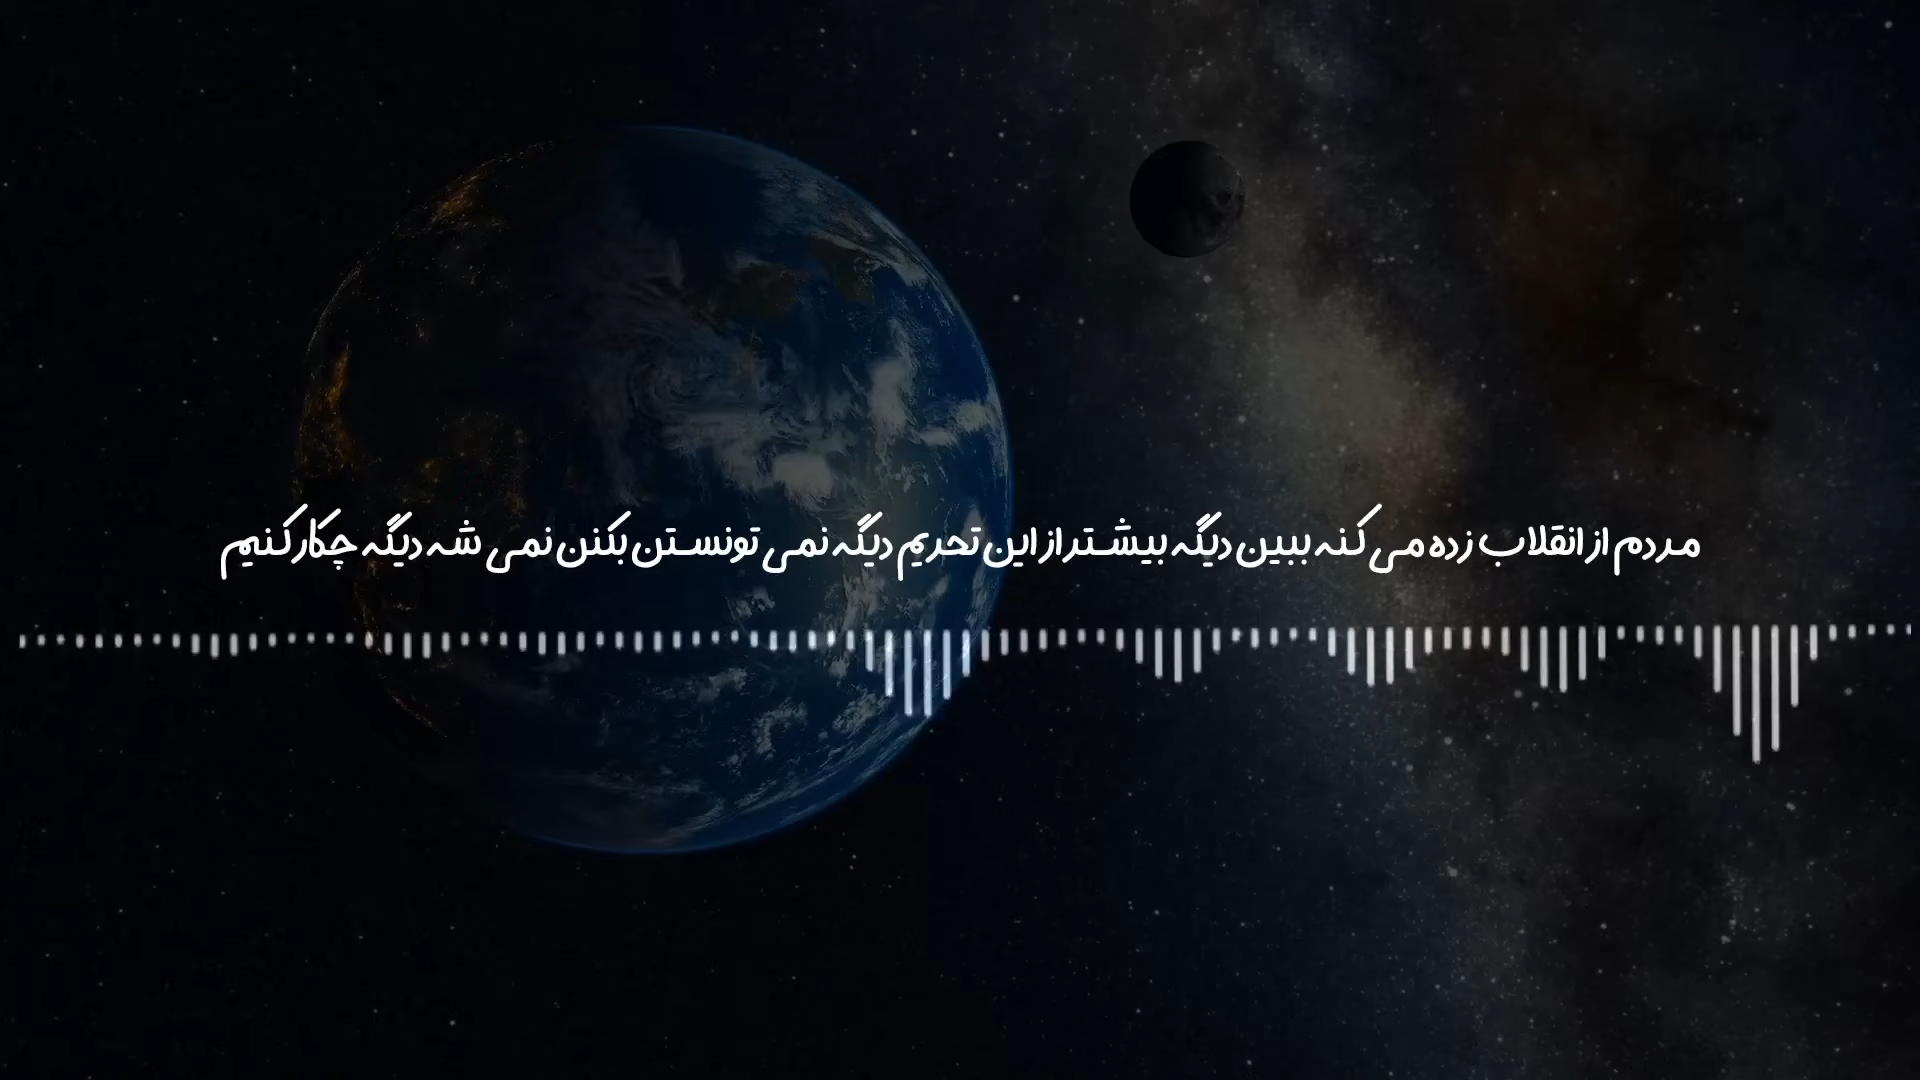 مردم از انقلاب زده می کنه ببین دیگه بیشتر از این تحریم دیگه نمی تونستن بکنن نمی شه دیگه چکار کنیم